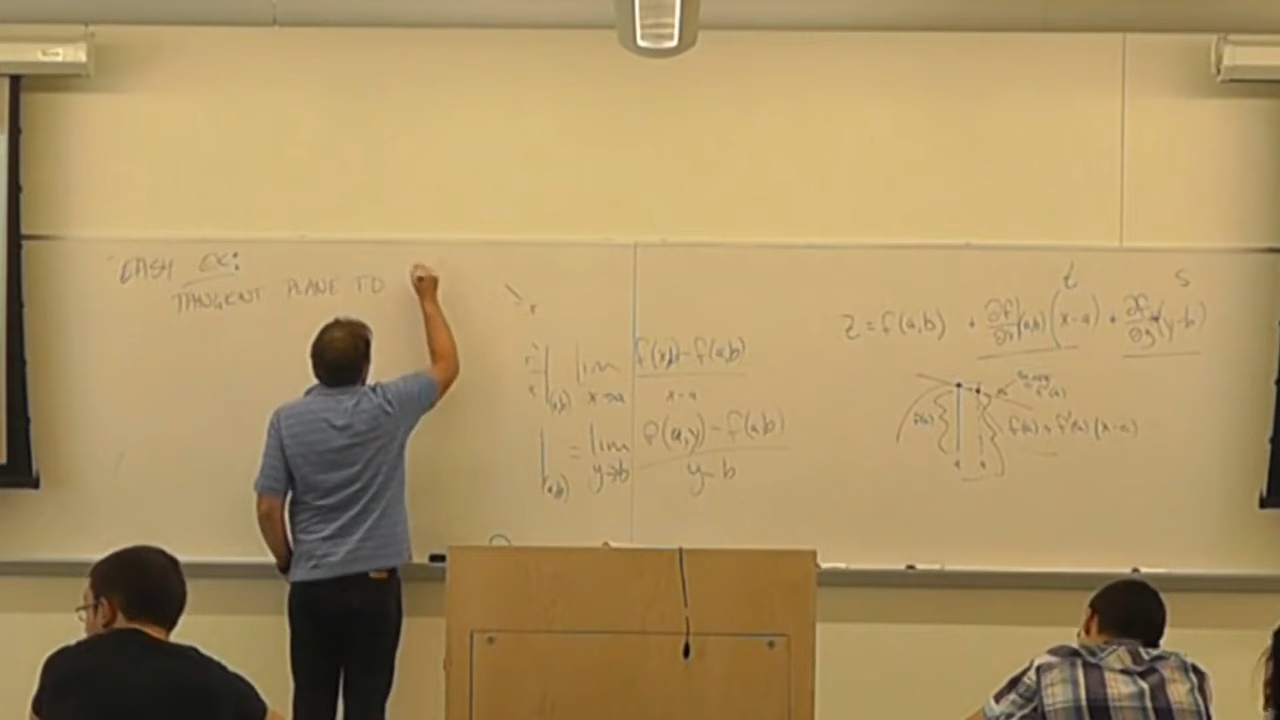 EASY EX:
TANGENT PLANE TO
lim x→a f(x,b)-f(a,b) / x-a
(a,b)
= lim y→b f(a,y)-f(a,b) / y-b
(a,b)
t s
z = f(a,b) + ∂f/∂x|(a,b) (x-a) + ∂f/∂y (y-b)
f(a)
f(a)+f'(a)(x-a)